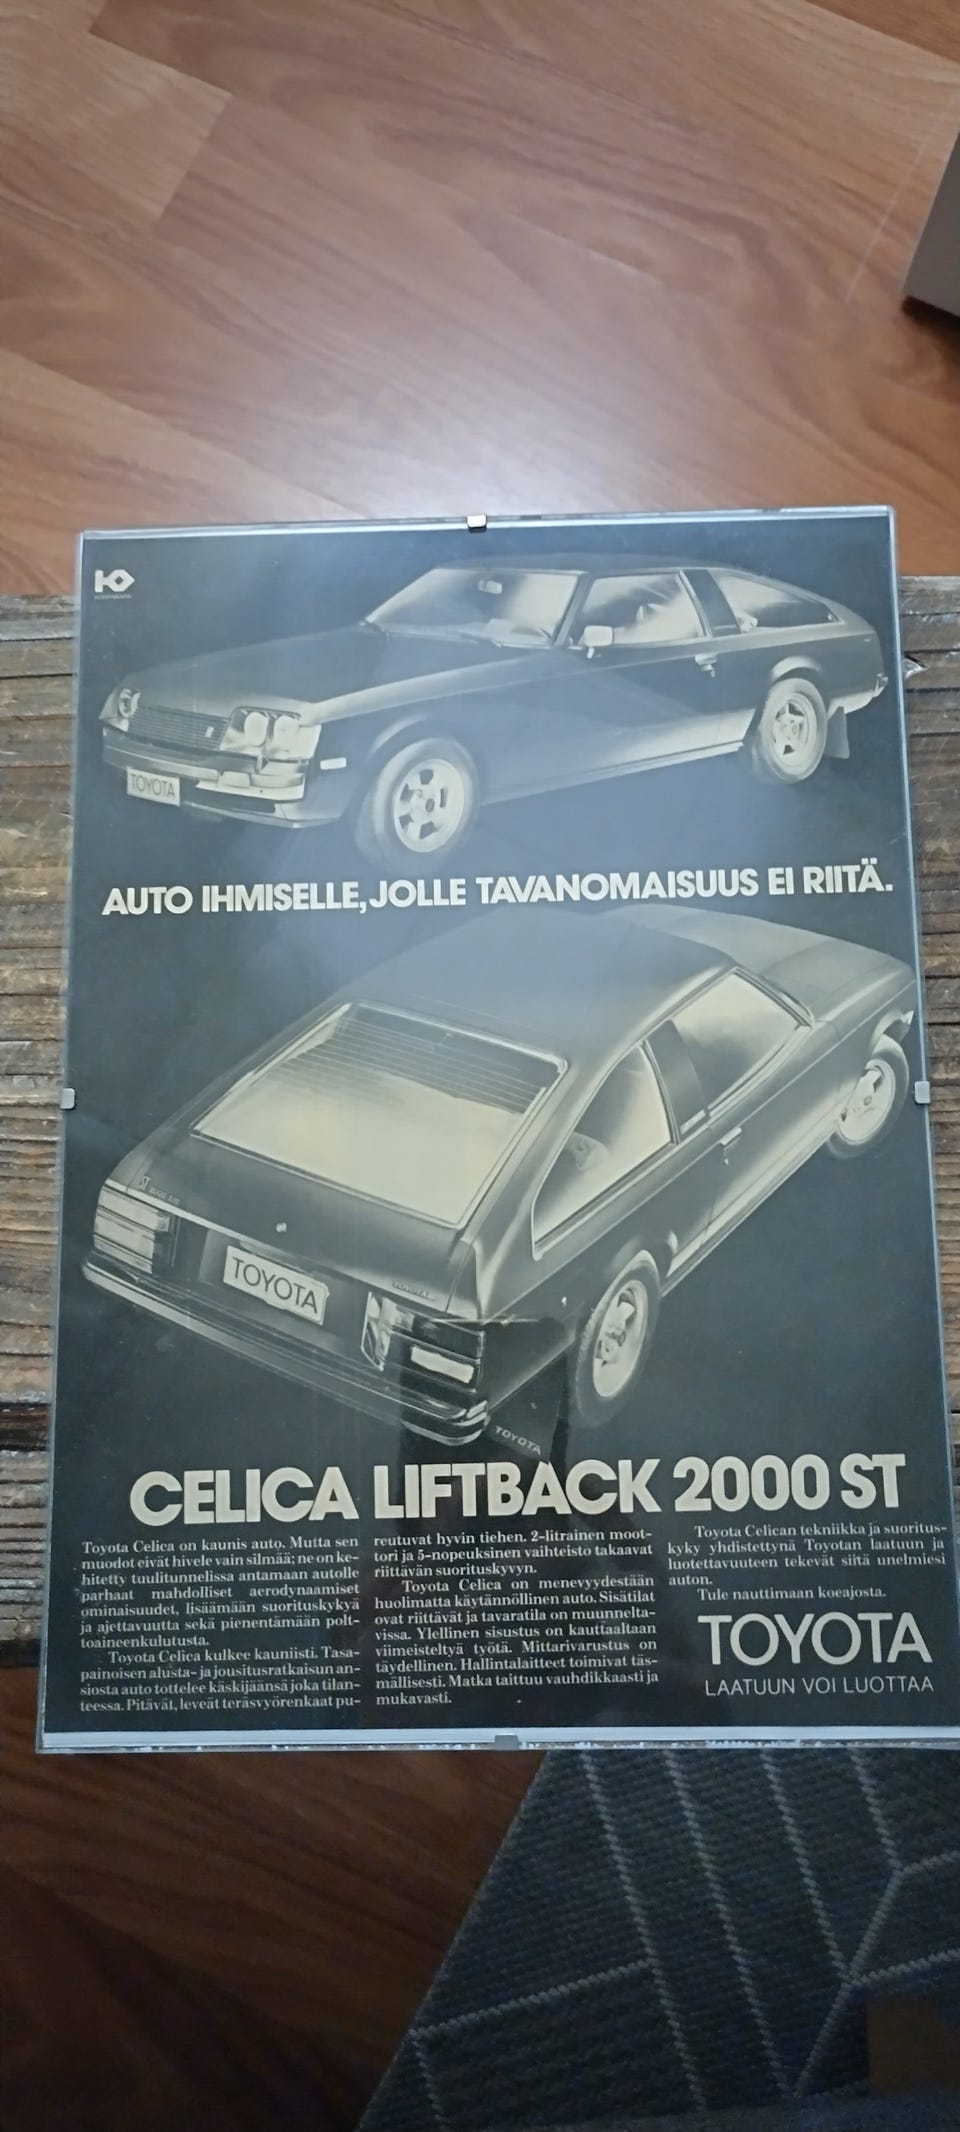 TOYOTA
AUTO IHMISELLE, JOLLE TAVANOMAISUUS EI RIITÄ.
ST
TOYOTA
TOYOTA
CELICA LIFTBACK 2000 ST
Toyota Celica on kaunis auto. Mutta sen
muodot eivät hivele vain silmää; ne on ke-
hitetty tuulitunnelissa antamaan autolle
parhaat mahdolliset aerodynaamiset
ominaisuudet, lisäämään suorituskykyä
ja ajettavuutta sekä pienentämään polt-
toaineenkulutusta.
Toyota Celica kulkee kauniisti. Tasa-
painoisen alusta- ja jousitusratkaisun an-
siosta auto tottelee käskijäänsä joka tilan-
teessa. Pitävät, leveät teräsvyörenkaat pu-
reutuvat hyvin tiehen. 2-litrainen moot-
tori ja 5-nopeuksinen vaihteisto takaavat
riittävän suorituskyvyn.
Toyota Celica on menevyydestään
huolimatta käytännöllinen auto. Sisätilat
ovat riittävät ja tavaratila on muunnelta-
vissa. Ylellinen sisustus on kauttaaltaan
viimeisteltyä työtä. Mittarivarustus on
täydellinen. Hallintalaitteet toimivat täs-
mällisesti. Matka taittuu vauhdikkaasti ja
mukavasti.
Toyota Celican tekniikka ja suoritus-
kyky yhdistettynä Toyotan laatuun ja
luotettavuuteen tekevät siitä unelmiesi
auton.
Tule nauttimaan koeajosta.
TOYOTA
LAATUUN VOI LUOTTAA